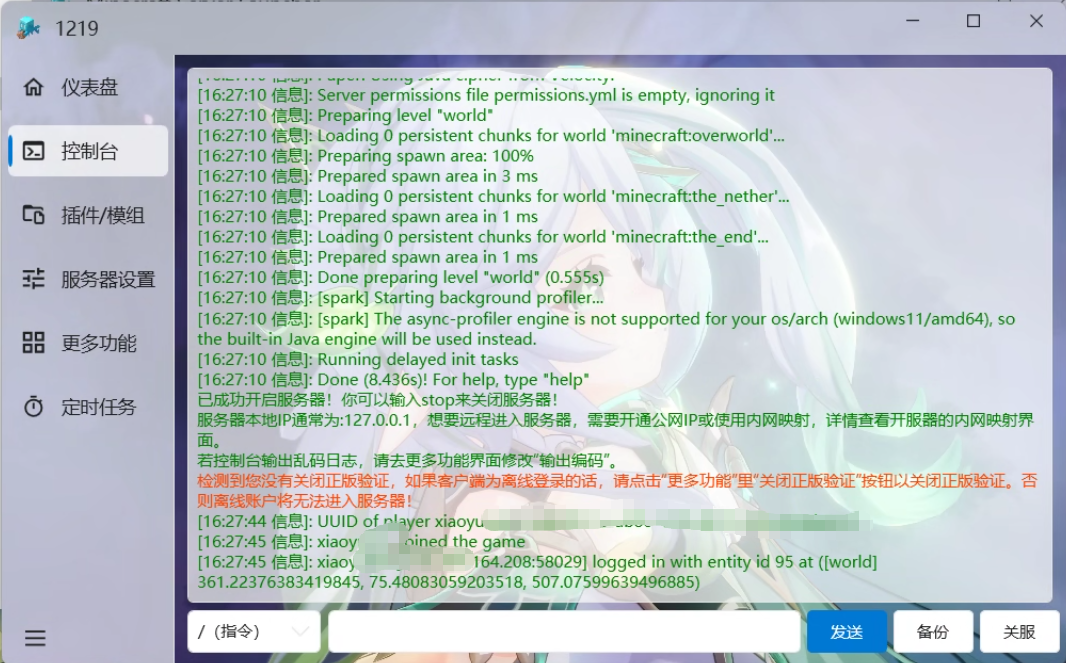 1219
仪表盘
控制台
插件/模组
服务器设置
更多功能
定时任务
[16:27:10 信息]: Paper: Using Java cipher from Velocity.
[16:27:10 信息]: Server permissions file permissions.yml is empty, ignoring it
[16:27:10 信息]: Preparing level "world"
[16:27:10 信息]: Loading 0 persistent chunks for world 'minecraft:overworld'...
[16:27:10 信息]: Preparing spawn area: 100%
[16:27:10 信息]: Prepared spawn area in 3 ms
[16:27:10 信息]: Loading 0 persistent chunks for world 'minecraft:the_nether'...
[16:27:10 信息]: Prepared spawn area in 1 ms
[16:27:10 信息]: Loading 0 persistent chunks for world 'minecraft:the_end'...
[16:27:10 信息]: Prepared spawn area in 1 ms
[16:27:10 信息]: Done preparing level "world" (0.555s)
[16:27:10 信息]: [spark] Starting background profiler...
[16:27:10 信息]: [spark] The async-profiler engine is not supported for your os/arch (windows11/amd64), so
the built-in Java engine will be used instead.
[16:27:10 信息]: Running delayed init tasks
[16:27:10 信息]: Done (8.436s)! For help, type "help"
已成功开启服务器！你可以输入stop来关闭服务器！
服务器本地IP通常为:127.0.0.1，想要远程进入服务器，需要开通公网IP或使用内网映射，详情查看开服器的内网映射界
面。
若控制台输出乱码日志，请去更多功能界面修改“输出编码”。
检测到您没有关闭正版验证，如果客户端为离线登录的话，请点击“更多功能”里“关闭正版验证”按钮以关闭正版验证。否
则离线账户将无法进入服务器！
[16:27:44 信息]: UUID of player xiaoyu
[16:27:45 信息]: xiaoy joined the game
[16:27:45 信息]: xiaoy 164.208:58029] logged in with entity id 95 at ([world]
361.22376383419845, 75.48083059203518, 507.07599639496885)
/（指令）
发送
备份
关服